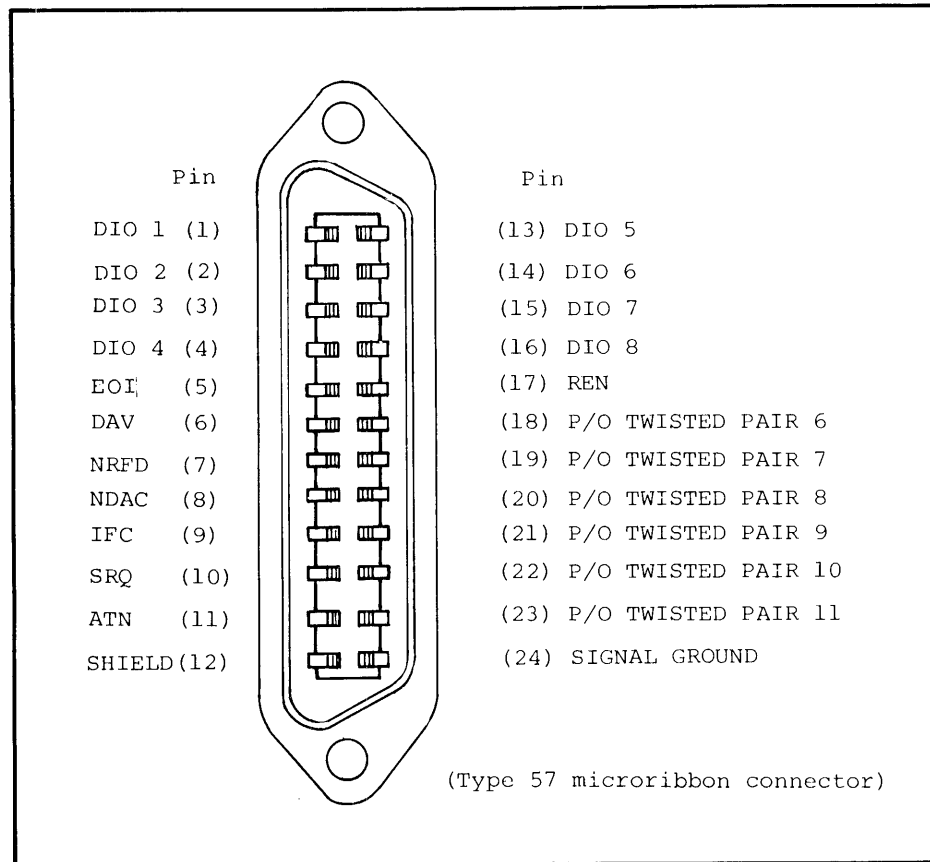 Pin Pin
DIO 1 (1) (13) DIO 5
DIO 2 (2) (14) DIO 6
DIO 3 (3) (15) DIO 7
DIO 4 (4) (16) DIO 8
EOI (5) (17) REN
DAV (6) (18) P/O TWISTED PAIR 6
NRFD (7) (19) P/O TWISTED PAIR 7
NDAC (8) (20) P/O TWISTED PAIR 8
IFC (9) (21) P/O TWISTED PAIR 9
SRQ (10) (22) P/O TWISTED PAIR 10
ATN (11) (23) P/O TWISTED PAIR 11
SHIELD(12) (24) SIGNAL GROUND
(Type 57 microribbon connector)